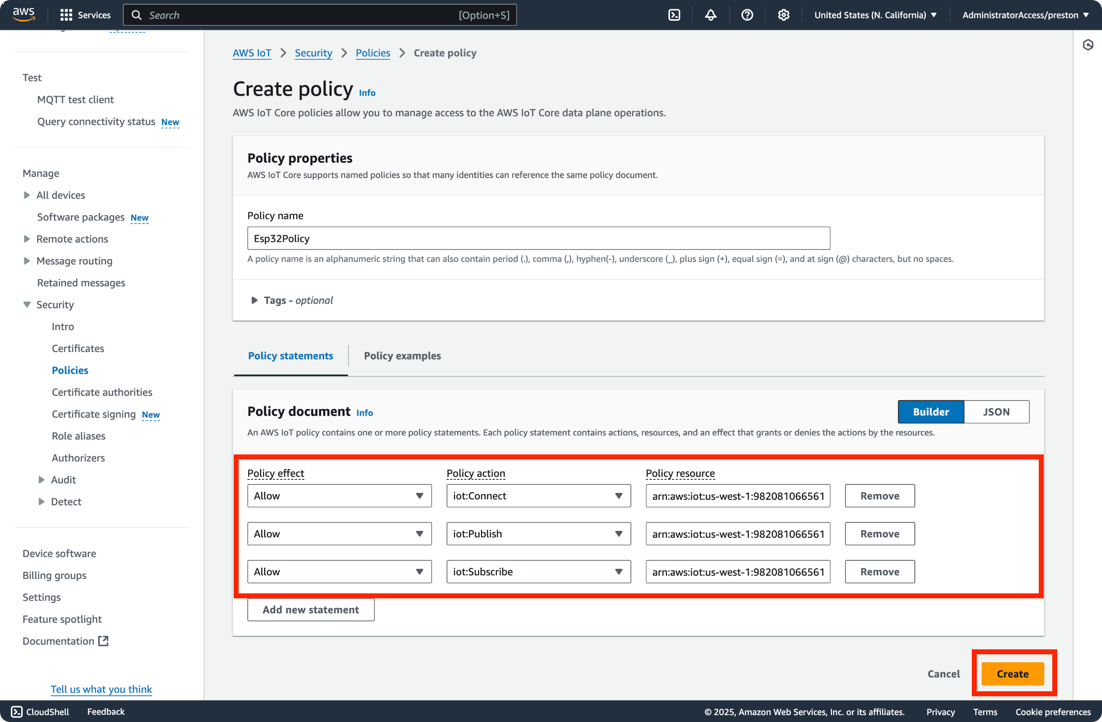 aws Services Search [Option+S] United States (N. California) AdministratorAccess/preston
AWS IoT Security Policies Create policy
Test
MQTT test client
Query connectivity status New
Manage
All devices
Software packages New
Remote actions
Message routing
Retained messages
Security
Intro
Certificates
Policies
Certificate authorities
Certificate signing New
Role aliases
Authorizers
Audit
Detect
Device software
Billing groups
Settings
Feature spotlight
Documentation
Tell us what you think
Create policy Info
AWS IoT Core policies allow you to manage access to the AWS IoT Core data plane operations.
Policy properties
AWS IoT Core supports named policies so that many identities can reference the same policy document.
Policy name
Esp32Policy
A policy name is an alphanumeric string that can also contain period (.), comma (,), hyphen(-), underscore (_), plus sign (+), equal sign (=), and at sign (@) characters, but no spaces.
Tags - optional
Policy statements Policy examples
Policy document Info
Builder JSON
An AWS IoT policy contains one or more policy statements. Each policy statement contains actions, resources, and an effect that grants or denies the actions by the resources.
Policy effect Policy action Policy resource
Allow iot:Connect arn:aws:iot:us-west-1:982081066561 Remove
Allow iot:Publish arn:aws:iot:us-west-1:982081066561 Remove
Allow iot:Subscribe arn:aws:iot:us-west-1:982081066561 Remove
Add new statement
Cancel Create
CloudShell Feedback © 2025, Amazon Web Services, Inc. or its affiliates. Privacy Terms Cookie preferences